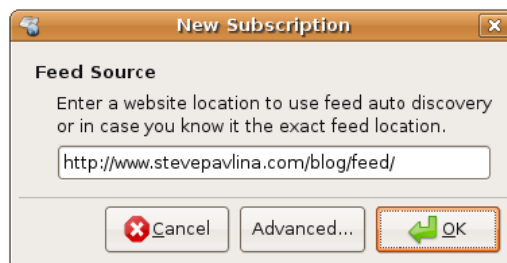 New Subscription
Feed Source
Enter a website location to use feed auto discovery
or in case you know it the exact feed location.
http://www.stevepavlina.com/blog/feed/
Cancel Advanced... OK